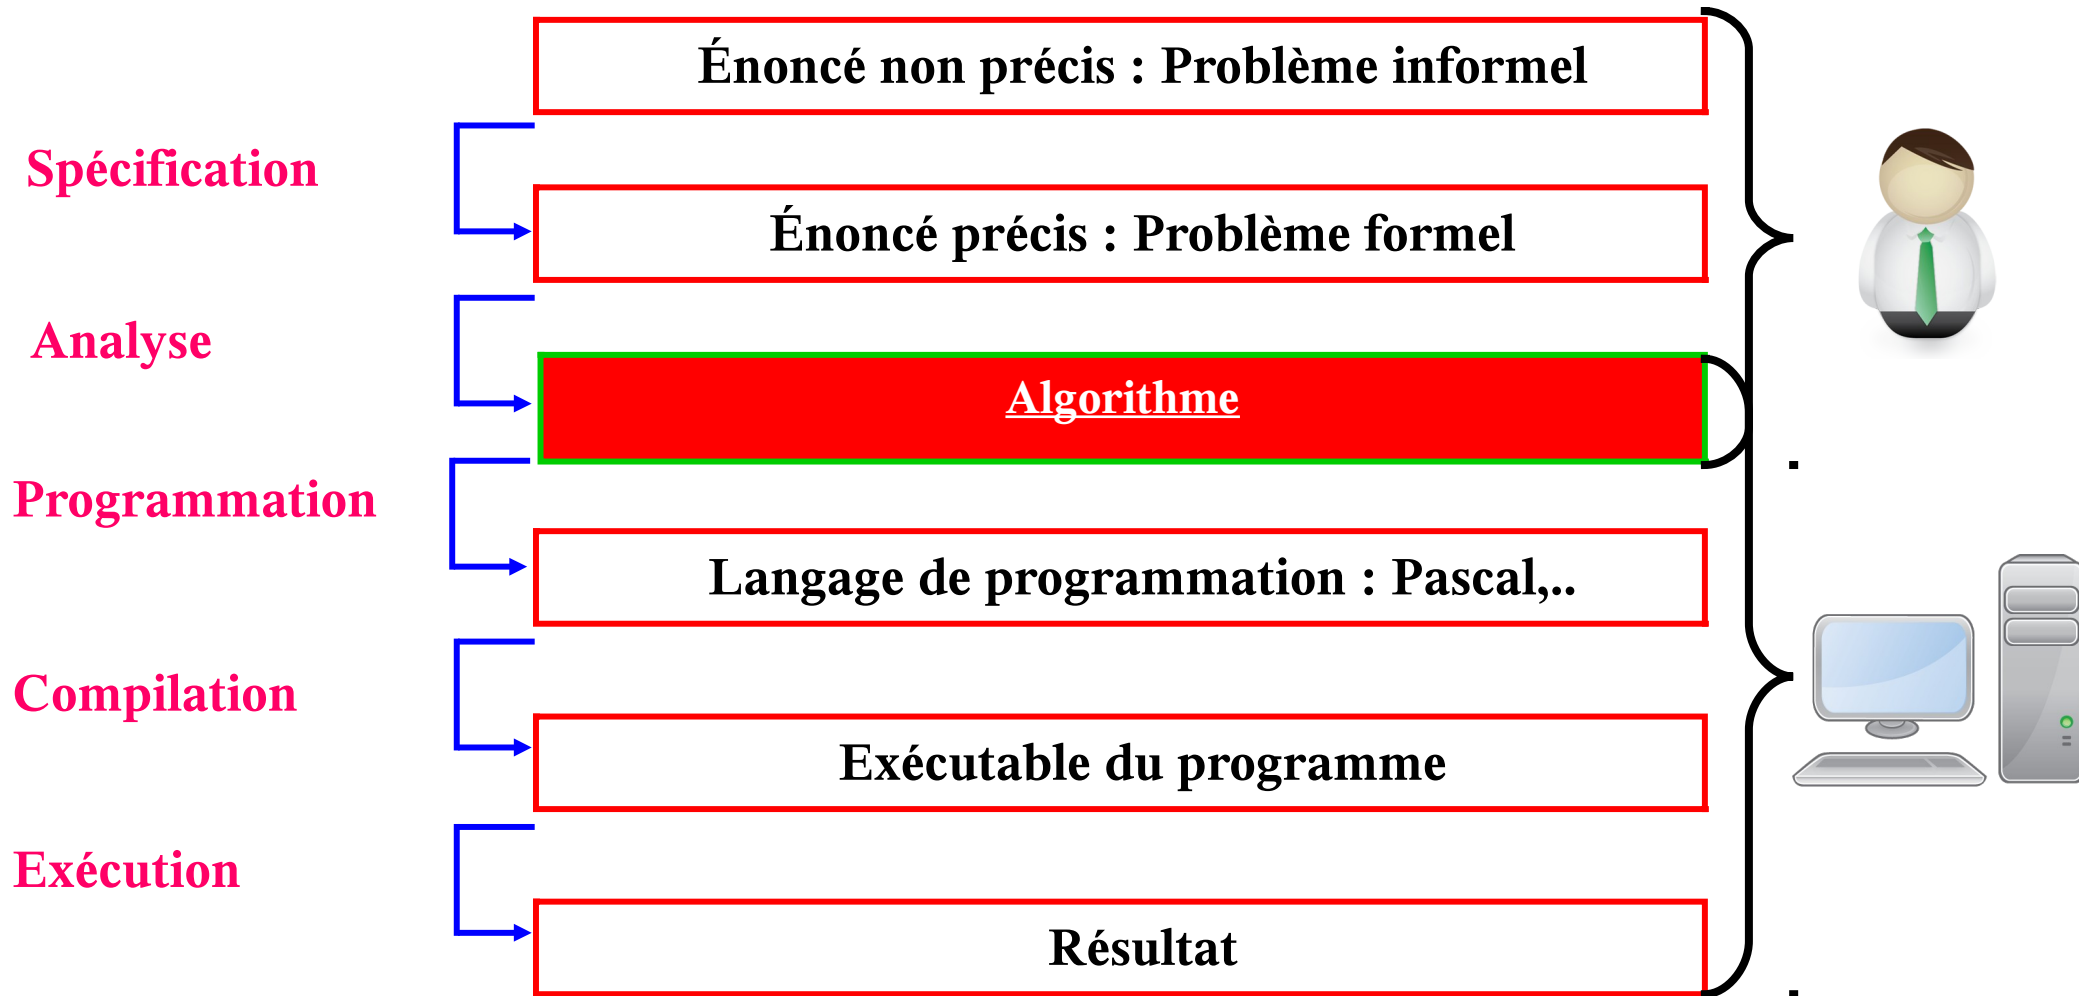 Énoncé non précis : Problème informel
Spécification
Énoncé précis : Problème formel
Analyse
Algorithme
Programmation
Langage de programmation : Pascal,..
Compilation
Exécutable du programme
Exécution
Résultat